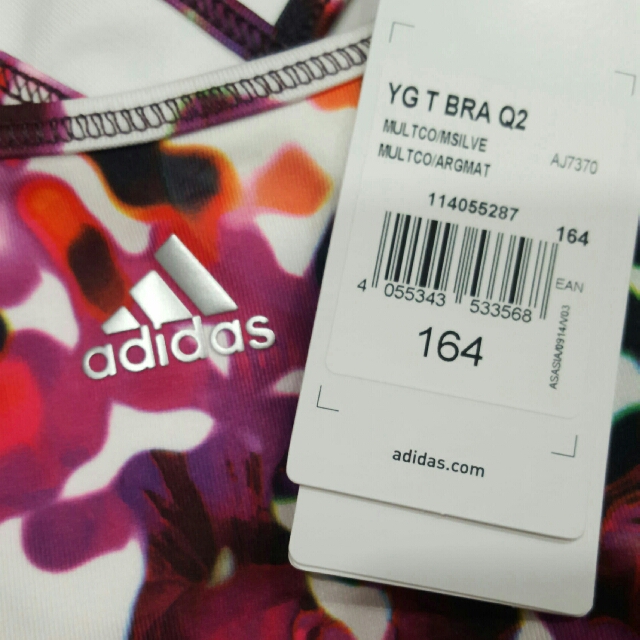 YG T BRA Q2
MULTCO/MSILVE
MULTCO/ARGMAT AJ7370
114055287 164
4 055343 533568 EAN
ASASIA/0914/V03
164
adidas.com
adidas